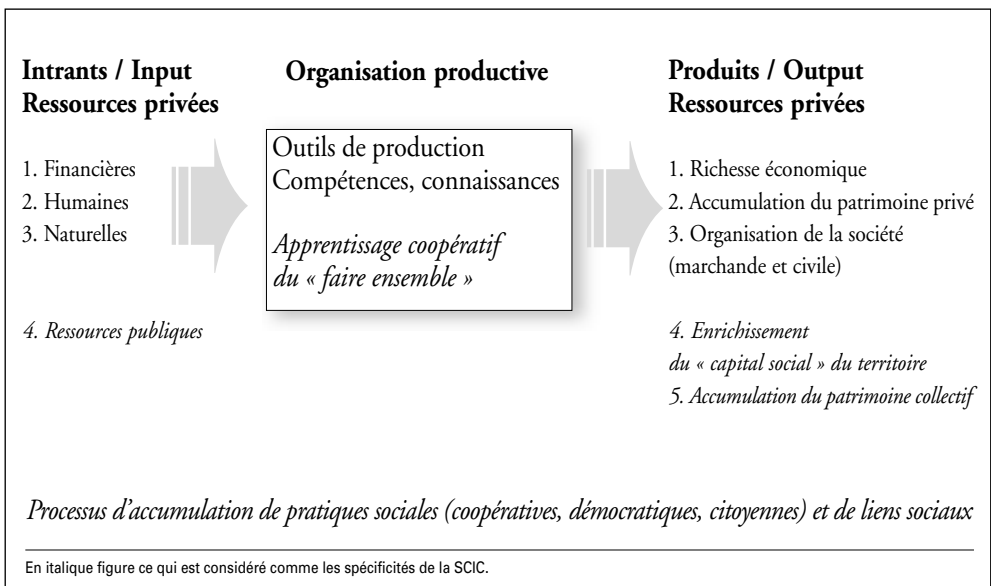 Intrants / Input
Ressources privées
1. Financières
2. Humaines
3. Naturelles
4. Ressources publiques
Organisation productive
Outils de production
Compétences, connaissances
Apprentissage coopératif
du « faire ensemble »
Produits / Output
Ressources privées
1. Richesse économique
2. Accumulation du patrimoine privé
3. Organisation de la société
(marchande et civile)
4. Enrichissement
du « capital social » du territoire
5. Accumulation du patrimoine collectif
Processus d’accumulation de pratiques sociales (coopératives, démocratiques, citoyennes) et de liens sociaux
En italique figure ce qui est considéré comme les spécificités de la SCIC.